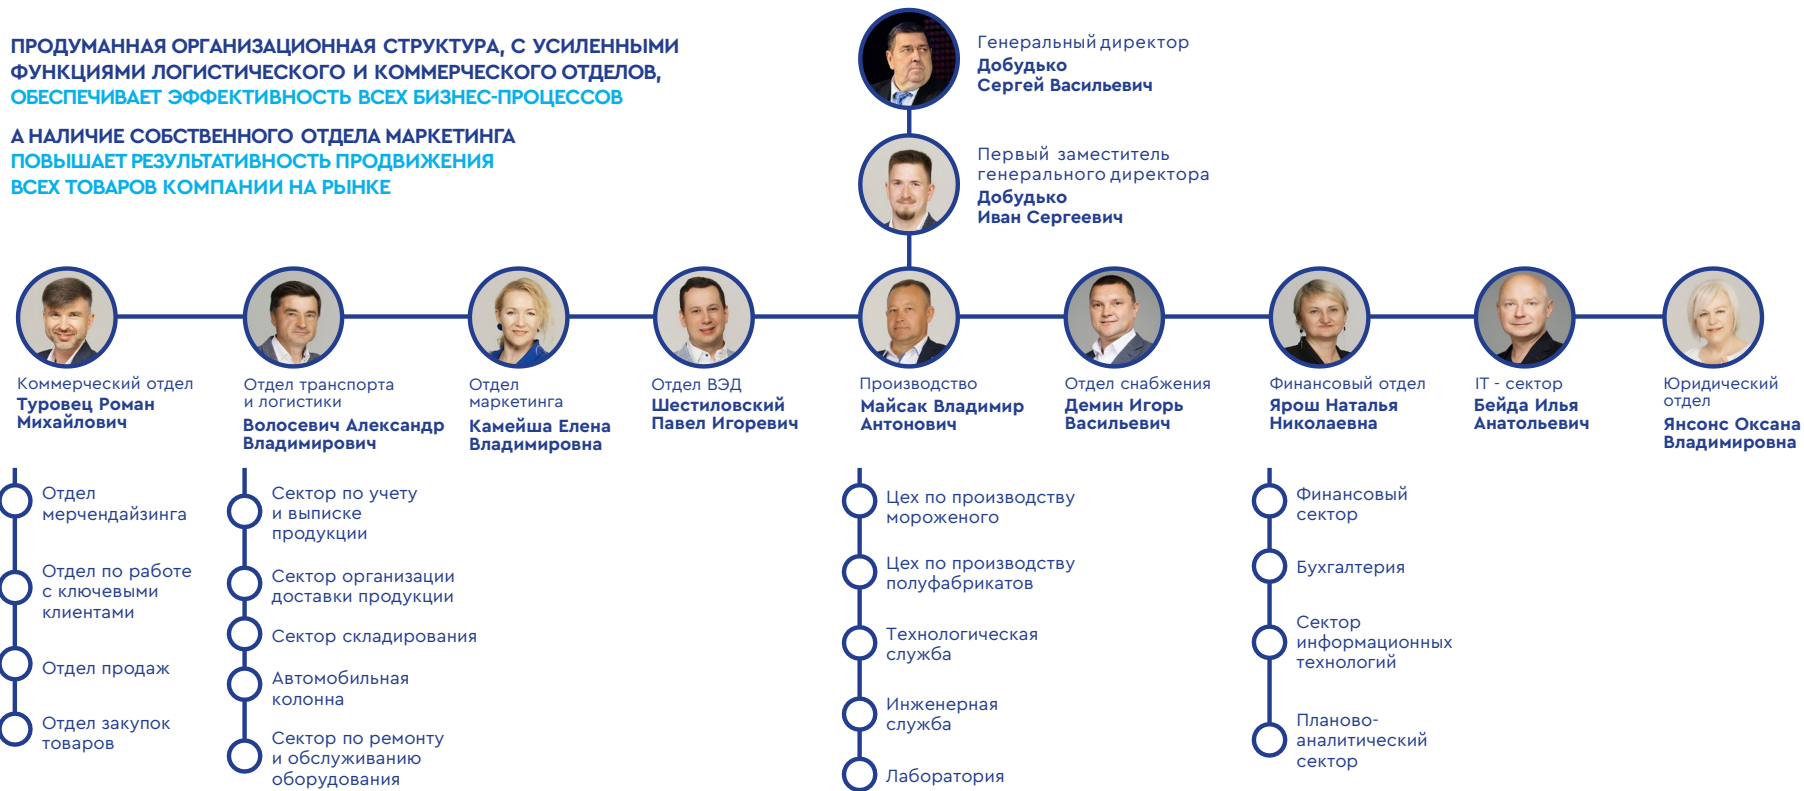 ПРОДУМАННАЯ ОРГАНИЗАЦИОННАЯ СТРУКТУРА, С УСИЛЕННЫМИ
ФУНКЦИЯМИ ЛОГИСТИЧЕСКОГО И КОММЕРЧЕСКОГО ОТДЕЛОВ,
ОБЕСПЕЧИВАЕТ ЭФФЕКТИВНОСТЬ ВСЕХ БИЗНЕС-ПРОЦЕССОВ
А НАЛИЧИЕ СОБСТВЕННОГО ОТДЕЛА МАРКЕТИНГА
ПОВЫШАЕТ РЕЗУЛЬТАТИВНОСТЬ ПРОДВИЖЕНИЯ
ВСЕХ ТОВАРОВ КОМПАНИИ НА РЫНКЕ
Генеральный директор
Добудько
Сергей Васильевич
Первый заместитель
генерального директора
Добудько
Иван Сергеевич
Коммерческий отдел
Туровец Роман
Михайлович
Отдел транспорта
и логистики
Волосевич Александр
Владимирович
Отдел
маркетинга
Камейша Елена
Владимировна
Отдел ВЭД
Шестиловский
Павел Игоревич
Производство
Майсак Владимир
Антонович
Отдел снабжения
Демин Игорь
Васильевич
Финансовый отдел
Ярош Наталья
Николаевна
IT - сектор
Бейда Илья
Анатольевич
Юридический
отдел
Янсонс Оксана
Владимировна
Отдел
мерчендайзинга
Отдел по работе
с ключевыми
клиентами
Отдел продаж
Отдел закупок
товаров
Сектор по учету
и выписке
продукции
Сектор организации
доставки продукции
Сектор складирования
Автомобильная
колонна
Сектор по ремонту
и обслуживанию
оборудования
Цех по производству
мороженого
Цех по производству
полуфабрикатов
Технологическая
служба
Инженерная
служба
Лаборатория
Финансовый
сектор
Бухгалтерия
Сектор
информационных
технологий
Планово-
аналитический
сектор